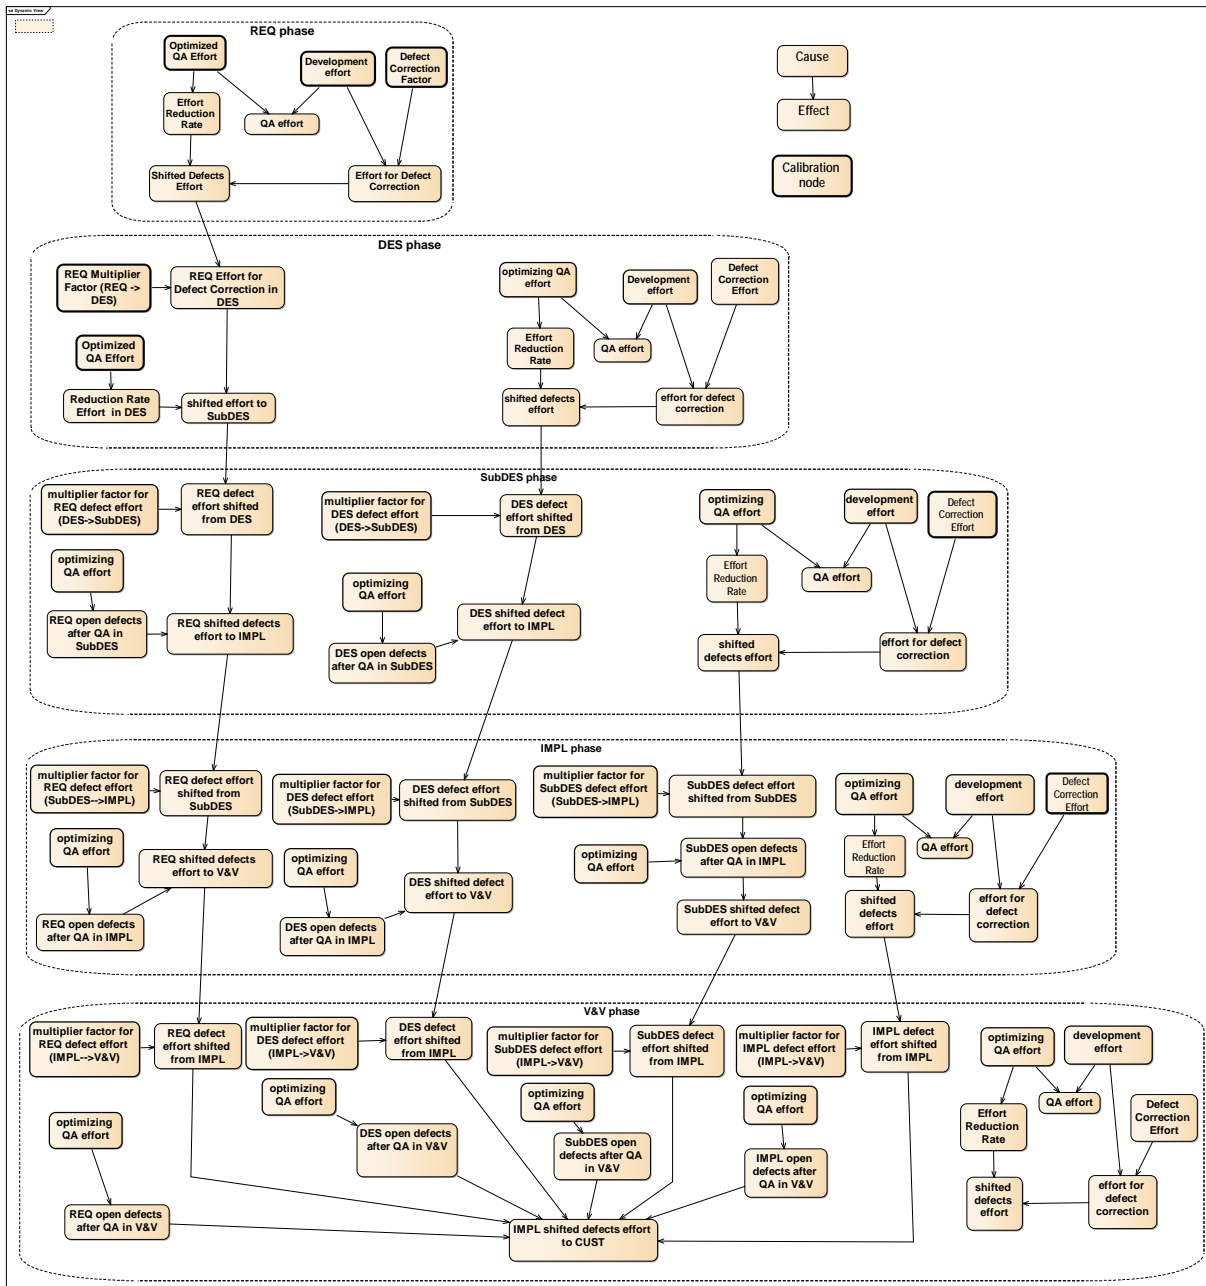 sd Dynamic View
REQ phase
Optimized
QA Effort
Development
effort
Defect
Correction
Factor
Effort
Reduction
Rate
QA effort
Shifted Defects
Effort
Effort for Defect
Correction
Cause
Effect
Calibration
node
DES phase
REQ Multiplier
Factor (REQ ->
DES)
REQ Effort for
Defect Correction in
DES
optimizing QA
effort
Development
effort
Defect
Correction
Effort
Optimized
QA Effort
Effort
Reduction
Rate
QA effort
Reduction Rate
Effort in DES
shifted effort to
SubDES
shifted defects
effort
effort for defect
correction
SubDES phase
multiplier factor for
REQ defect effort
(DES->SubDES)
REQ defect
effort shifted
from DES
multiplier factor for
DES defect effort
(DES->SubDES)
DES defect
effort shifted
from DES
optimizing
QA effort
development
effort
Defect
Correction
Effort
optimizing
QA effort
optimizing
QA effort
Effort
Reduction
Rate
QA effort
REQ open defects
after QA in
SubDES
REQ shifted defects
effort to IMPL
DES open defects
after QA in SubDES
DES shifted defect
effort to IMPL
shifted
defects effort
effort for defect
correction
IMPL phase
multiplier factor for
REQ defect effort
(SubDES-->IMPL)
REQ defect effort
shifted from
SubDES
multiplier factor for
DES defect effort
(SubDES->IMPL)
DES defect effort
shifted from SubDES
multiplier factor for
SubDES defect effort
(SubDES->IMPL)
SubDES defect effort
shifted from SubDES
optimizing
QA effort
development
effort
Defect
Correction
Effort
optimizing
QA effort
REQ shifted defects
effort to V&V
optimizing
QA effort
DES shifted defect
effort to V&V
optimizing
QA effort
SubDES open defects
after QA in IMPL
Effort
Reduction
Rate
QA effort
REQ open defects
after QA in IMPL
DES open defects
after QA in IMPL
SubDES shifted defect
effort to V&V
shifted
defects
effort
effort for
defect
correction
V&V phase
multiplier factor for
REQ defect effort
(IMPL-->V&V)
REQ defect
effort shifted
from IMPL
multiplier factor for
DES defect effort
(IMPL->V&V)
DES defect
effort shifted
from IMPL
multiplier factor for
SubDES defect effort
(IMPL->V&V)
SubDES defect
effort shifted
from IMPL
multiplier factor for
IMPL defect effort
(IMPL->V&V)
IMPL defect
effort shifted
from IMPL
optimizing
QA effort
development
effort
optimizing
QA effort
optimizing
QA effort
optimizing
QA effort
optimizing
QA effort
Effort
Reduction
Rate
QA effort
Defect
Correction
Effort
DES open defects
after QA in V&V
SubDES open
defects after QA
in V&V
IMPL open
defects after
QA in V&V
REQ open defects
after QA in V&V
IMPL shifted defects effort
to CUST
shifted
defects
effort
effort for
defect
correction